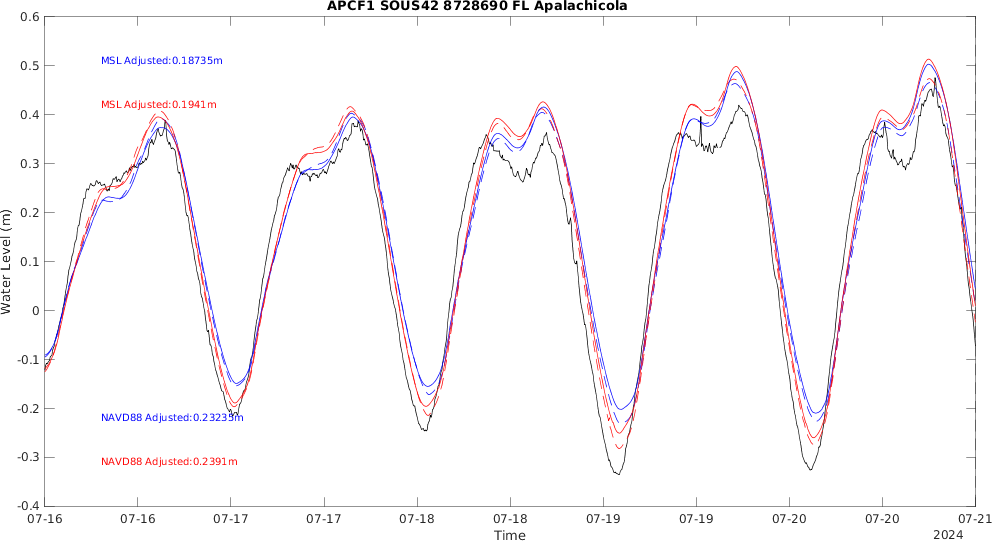 APCF1 SOUS42 8728690 FL Apalachicola
0.6
0.5
0.4
0.3
0.2
0.1
0
-0.1
-0.2
-0.3
-0.4
Water Level (m)
MSL Adjusted:0.18735m
MSL Adjusted:0.1941m
NAVD88 Adjusted:0.23235m
NAVD88 Adjusted:0.2391m
07-16 07-16 07-17 07-17 07-18 07-18 07-19 07-19 07-20 07-20 07-21
Time
2024